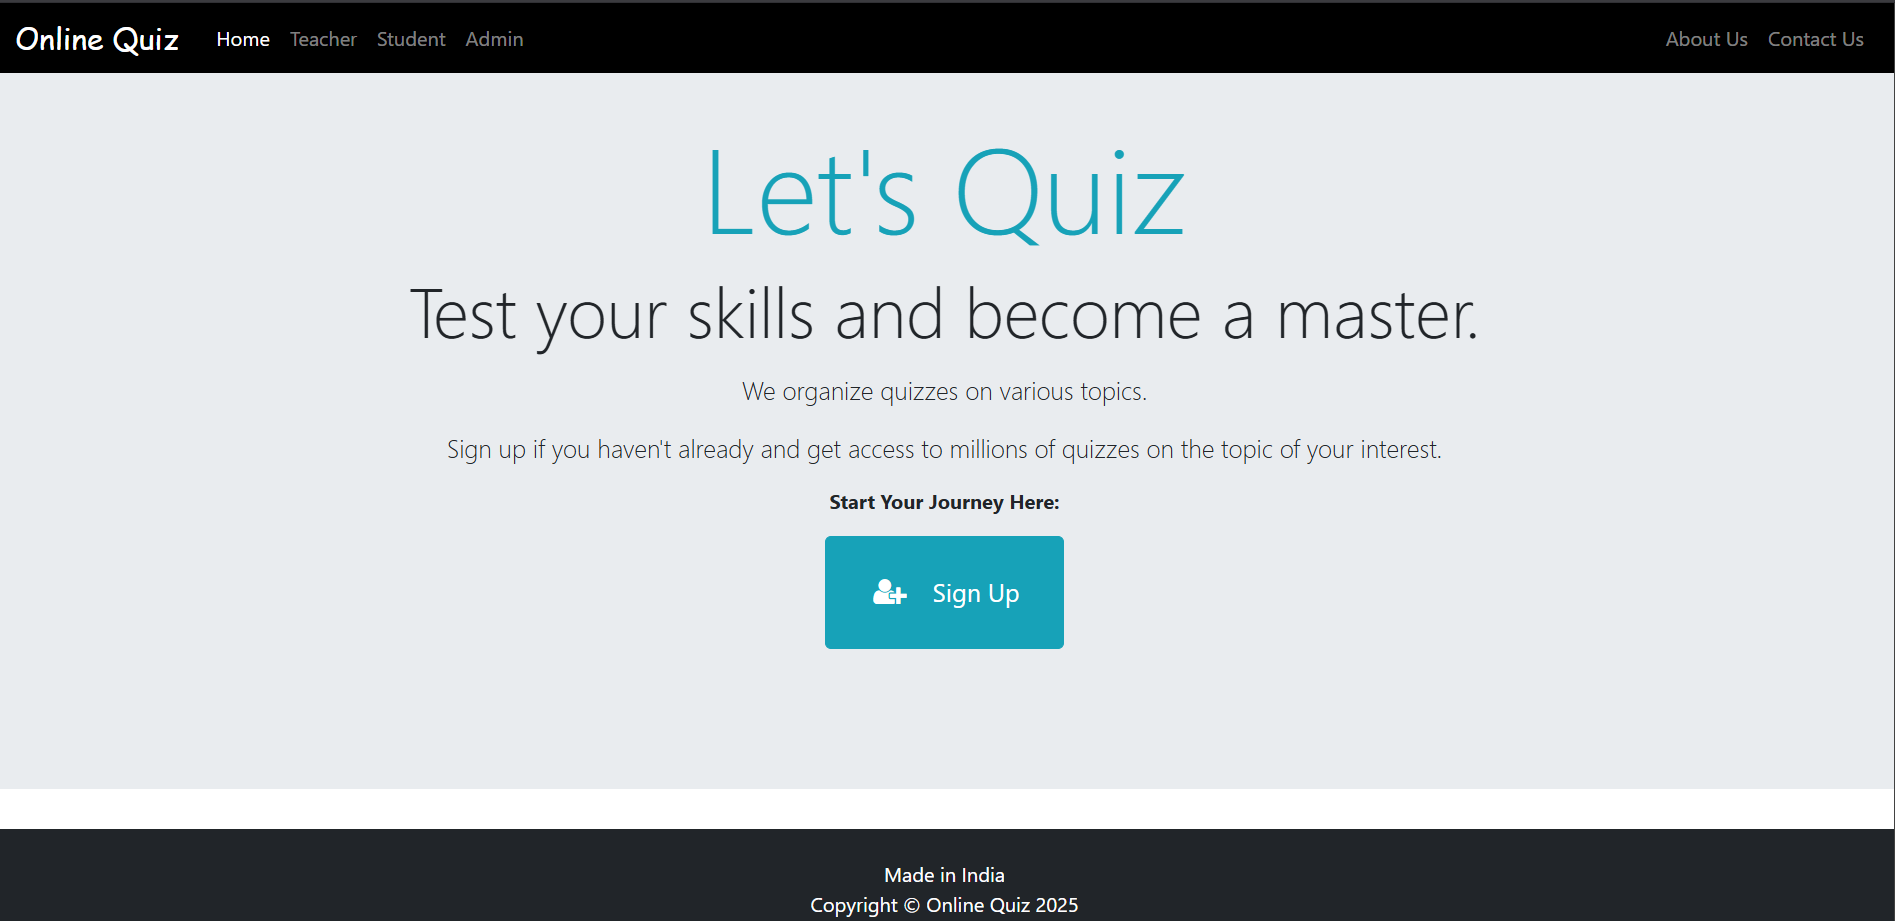 Online Quiz Home Teacher Student Admin About Us Contact Us
Let's Quiz
Test your skills and become a master.
We organize quizzes on various topics.
Sign up if you haven't already and get access to millions of quizzes on the topic of your interest.
Start Your Journey Here:
Sign Up
Made in India
Copyright © Online Quiz 2025